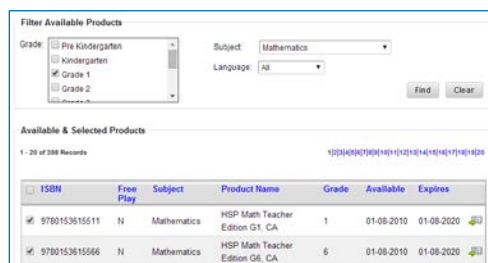 Filter Available Products
Grade:
Pre Kindergarten
Kindergarten
Grade 1
Grade 2
Subject: Mathematics
Language: All
Find Clear
Available & Selected Products
1 - 20 of 398 Records
1|2|3|4|5|6|7|8|9|10|11|12|13|14|15|16|17|18|19|20
ISBN Free Play Subject Product Name Grade Available Expires
9780153615511 N Mathematics HSP Math Teacher Edition G1, CA 1 01-08-2010 01-08-2020
9780153615566 N Mathematics HSP Math Teacher Edition G6, CA 6 01-08-2010 01-08-2020